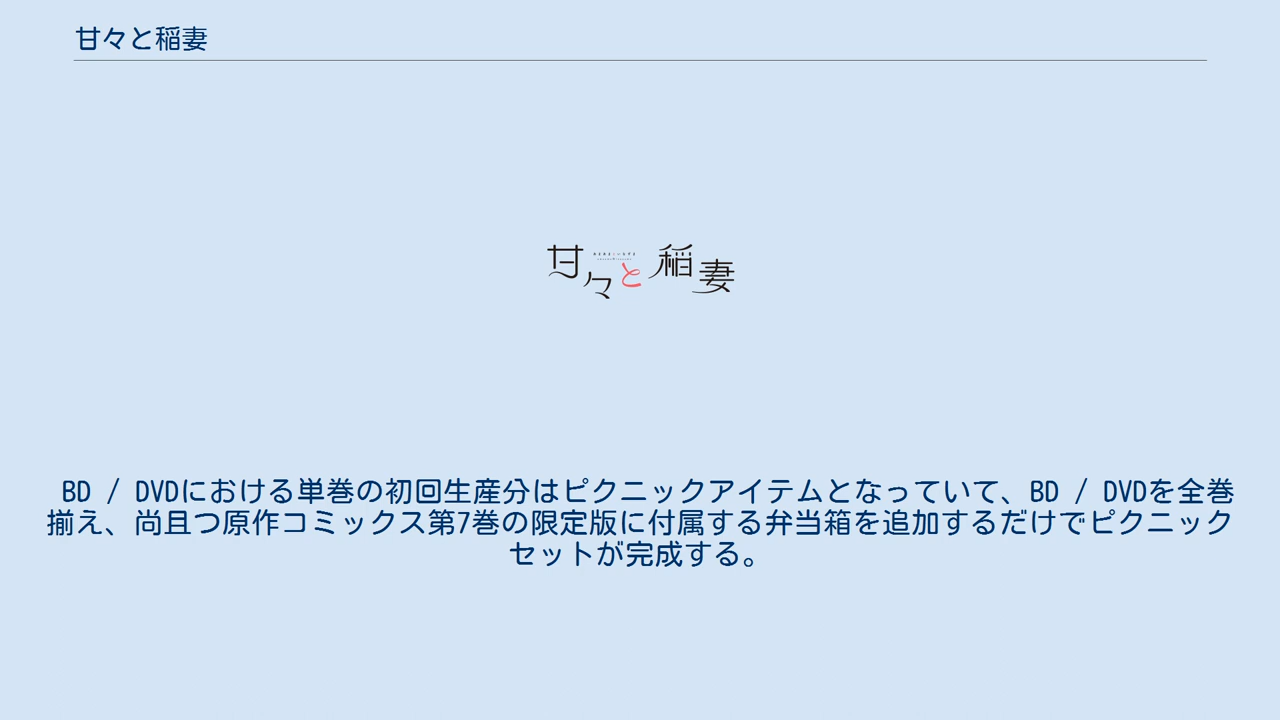 甘々と稲妻
甘々と稲妻
BD / DVDにおける単巻の初回生産分はピクニックアイテムとなっていて、BD / DVDを全巻
揃え、尚且つ原作コミックス第7巻の限定版に付属する弁当箱を追加するだけでピクニック
セットが完成する。